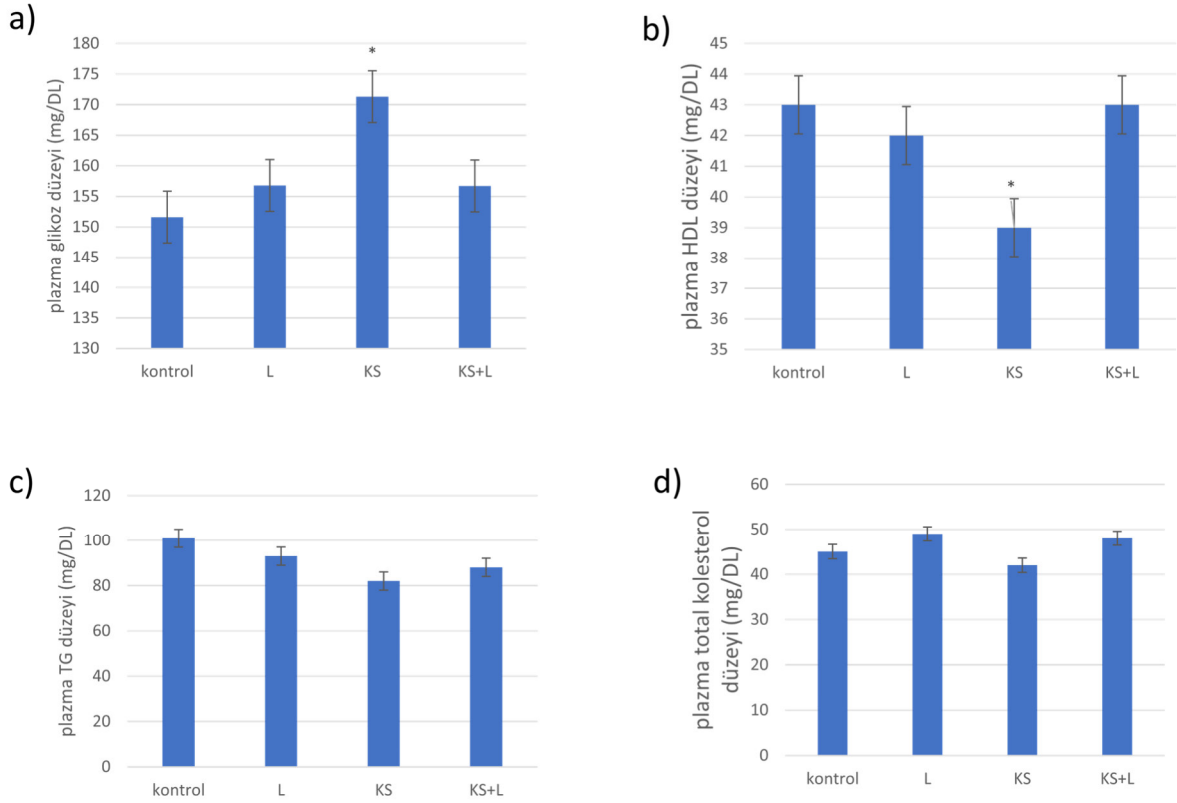 a)
plazma glikoz düzeyi (mg/DL)
180
175
170
165
160
155
150
145
140
135
130
*
kontrol L KS KS+L
b)
plazma HDL düzeyi (mg/DL)
45
44
43
42
41
40
39
38
37
36
35
*
kontrol L KS KS+L
c)
plazma TG düzeyi (mg/DL)
120
100
80
60
40
20
0
kontrol L KS KS+L
d)
plazma total kolesterol
düzeyi (mg/DL)
60
50
40
30
20
10
0
kontrol L KS KS+L